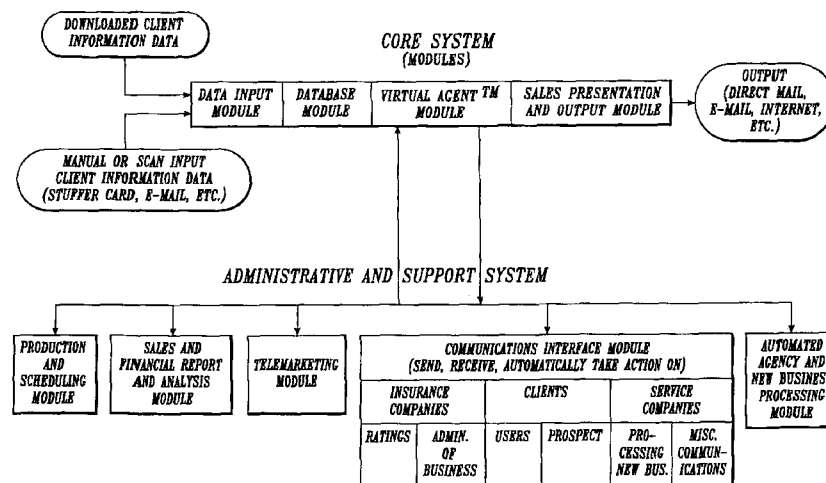 DOWNLOADED CLIENT
INFORMATION DATA
CORE SYSTEM
(MODULES)
DATA INPUT
MODULE
DATABASE
MODULE
VIRTUAL AGENT TM
MODULE
SALES PRESENTATION
AND OUTPUT MODULE
OUTPUT
(DIRECT MAIL,
E-MAIL, INTERNET,
ETC.)
MANUAL OR SCAN INPUT
CLIENT INFORMATION DATA
(STUFFER CARD, E-MAIL, ETC.)
ADMINISTRATIVE AND SUPPORT SYSTEM
PRODUCTION
AND
SCHEDULING
MODULE
SALES AND
FINANCIAL REPORT
AND ANALYSIS
MODULE
TELEMARKETING
MODULE
COMMUNICATIONS INTERFACE MODULE
(SEND, RECEIVE, AUTOMATICALLY TAKE ACTION ON)
INSURANCE
COMPANIES
CLIENTS
SERVICE
COMPANIES
RATINGS
ADMIN.
OF
BUSINESS
USERS
PROSPECT
PRO-
CESSING
NEW BUS.
MISC.
COMMUN-
ICATIONS
AUTOMATED
AGENCY AND
NEW BUSINESS
PROCESSING
MODULE